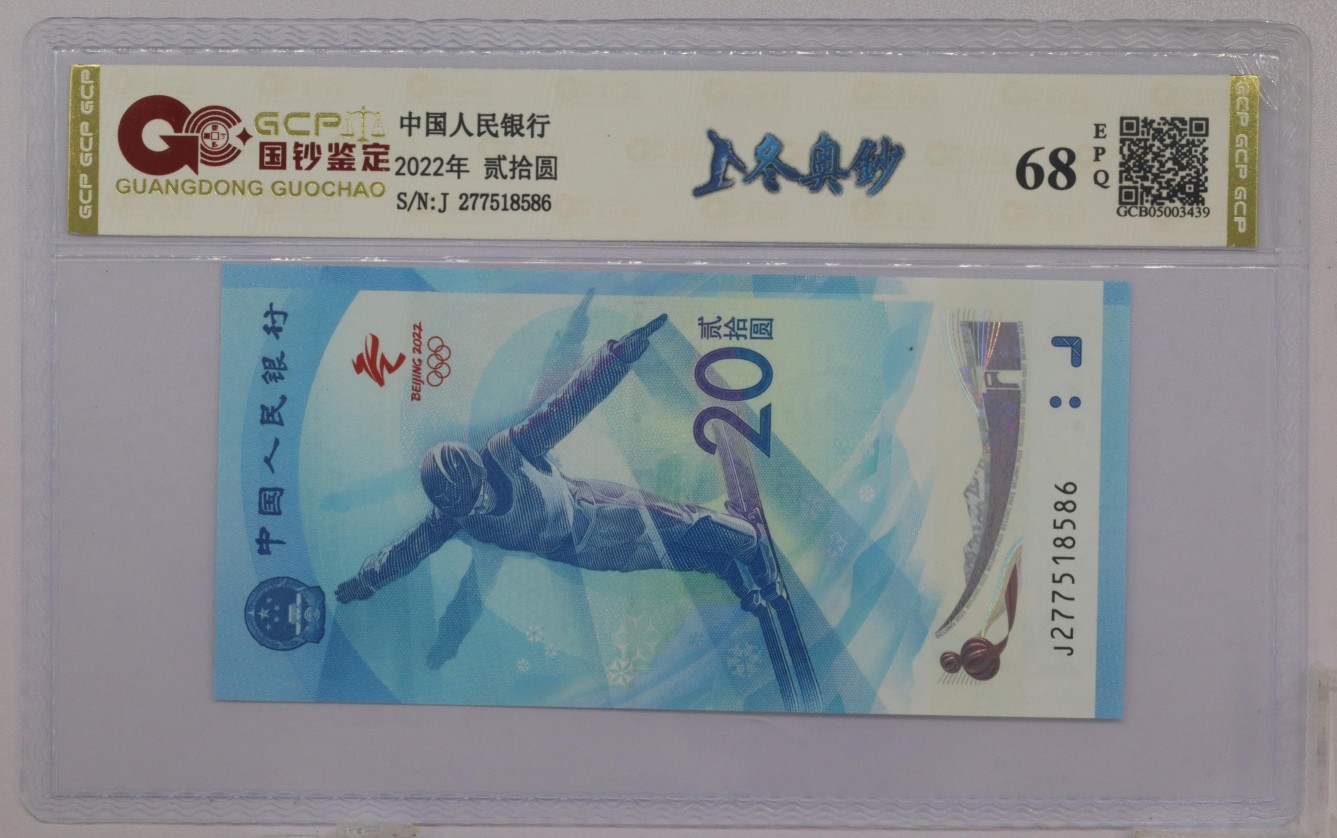 GCP GCP GCP
GCP
国钞鉴定
GUANGDONG GUOCHAO
中国人民银行
2022年 贰拾圆
S/N:J 277518586
冬奥鈔
68
EPQ
GCB05003439
GCP GCP GCP
中国人民银行
BEIJING 2022
贰拾圆
20
J277518586